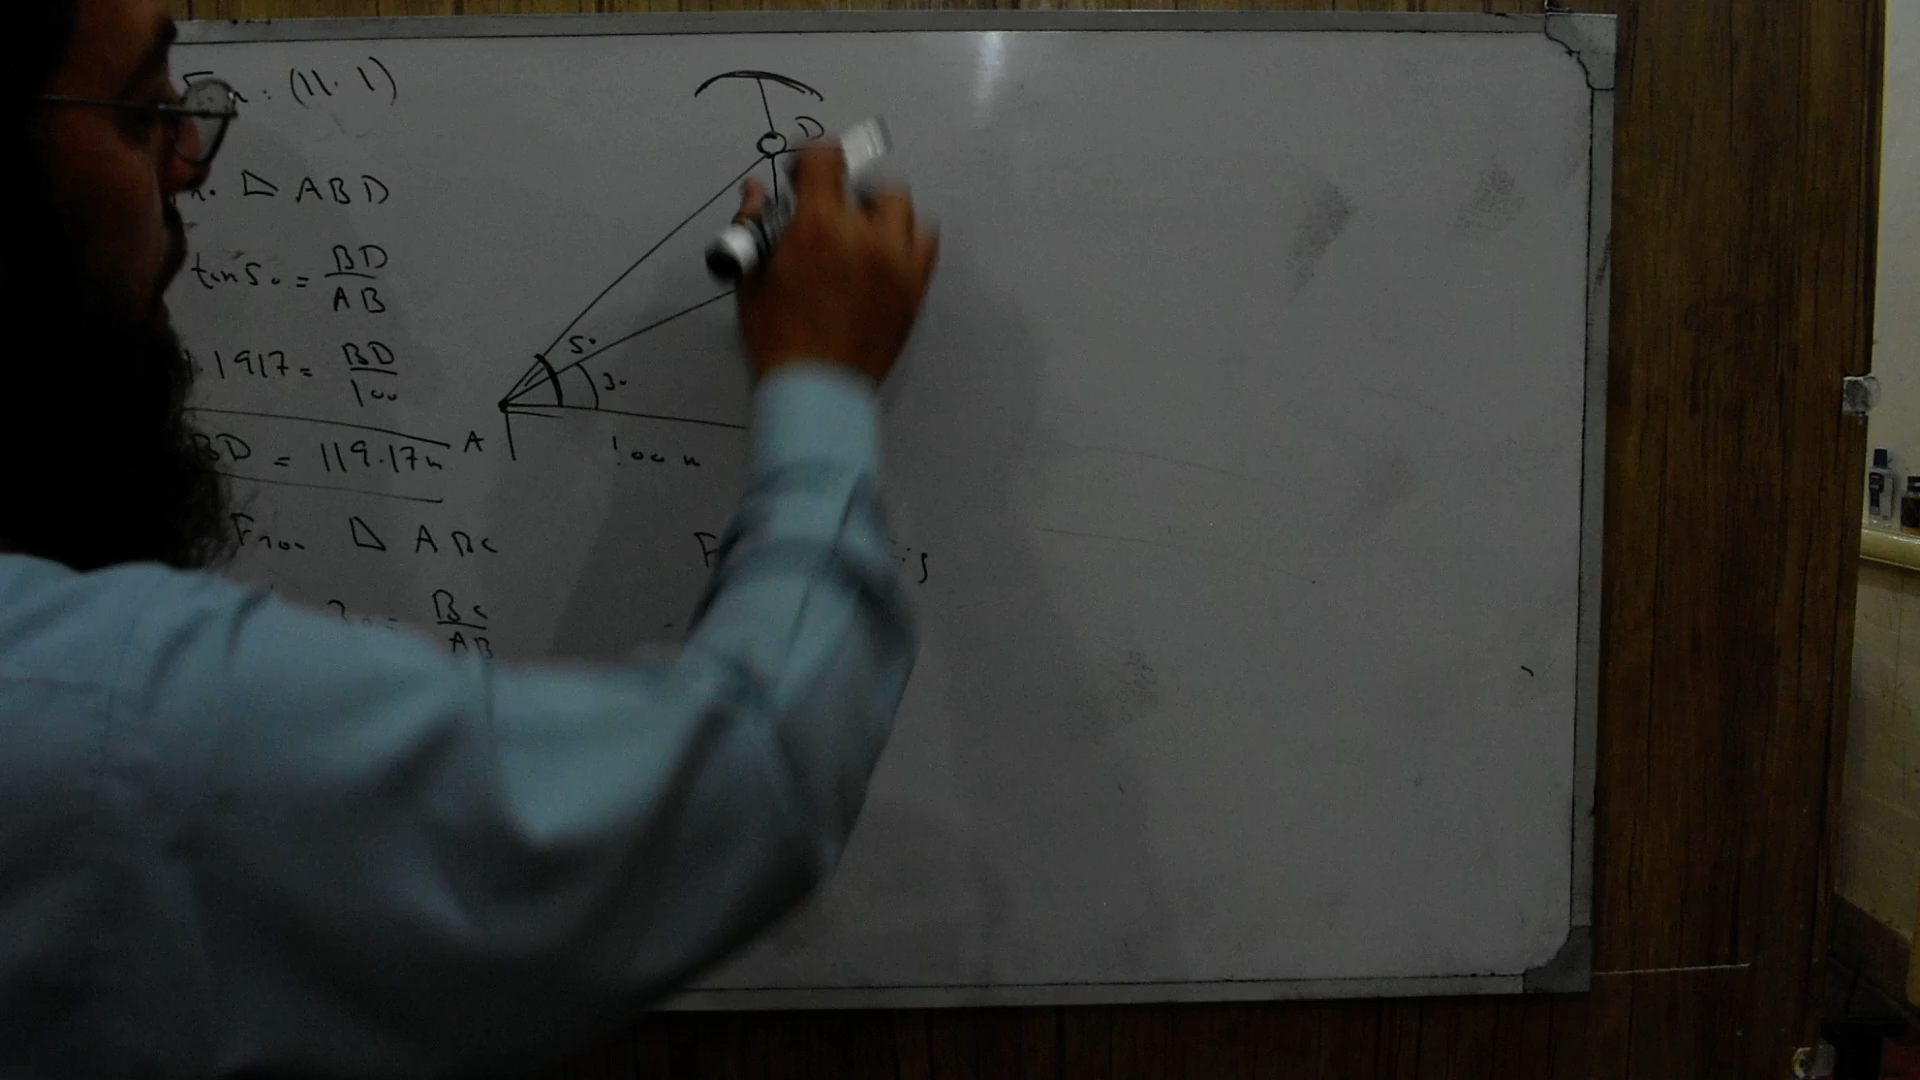 : (11.1)
△ ABD
tan 50 = BD/AB
1.1917 = BD/100
BD = 119.17m
From △ ABC
30 = BC/AB
D
50
30
A
100 m